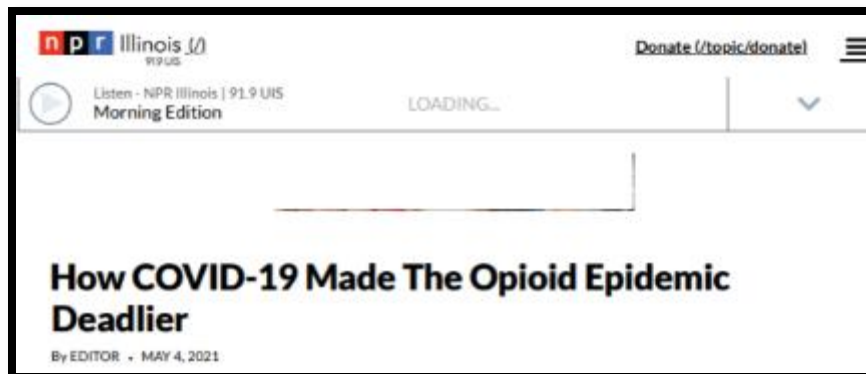 npr Illinois (/)
91.9 UIS
Donate (/topic/donate)
Listen - NPR Illinois | 91.9 UIS
Morning Edition
LOADING...
How COVID-19 Made The Opioid Epidemic
Deadlier
By EDITOR • MAY 4, 2021